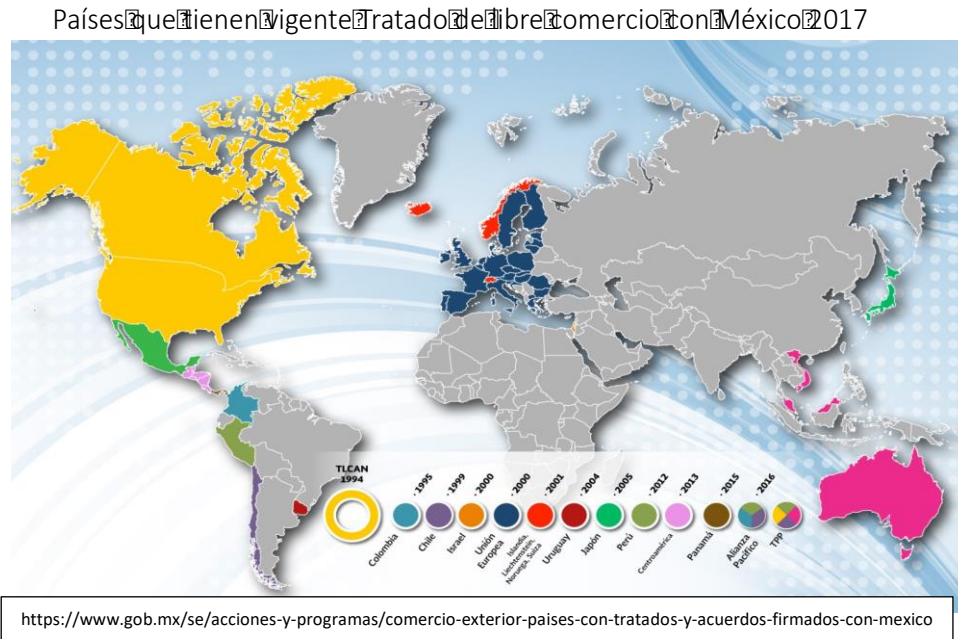 Países que tienen vigente Tratado de libre comercio con México 2017
TLCAN
1994
- 1995
- 1999
- 2000
- 2000
- 2001
- 2004
- 2005
- 2012
- 2013
- 2015
- 2016
Colombia
Chile
Israel
Unión
Europea
Islandia,
Liechtenstein,
Noruega, Suiza
Uruguay
Japón
Perú
Centroamérica
Panamá
Alianza
Pacífico
TPP
https://www.gob.mx/se/acciones-y-programas/comercio-exterior-paises-con-tratados-y-acuerdos-firmados-con-mexico